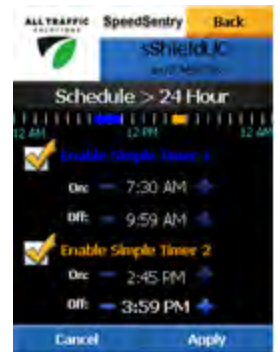 ALL TRAFFIC
SOLUTIONS
SpeedSentry
Back
sShieldUC
Schedule > 24 Hour
12 AM 12 PM 12 AM
Enable Simple Timer 1
On: - 7:30 AM +
Off: - 9:59 AM +
Enable Simple Timer 2
On: - 2:45 PM +
Off: - 3:59 PM +
Cancel Apply